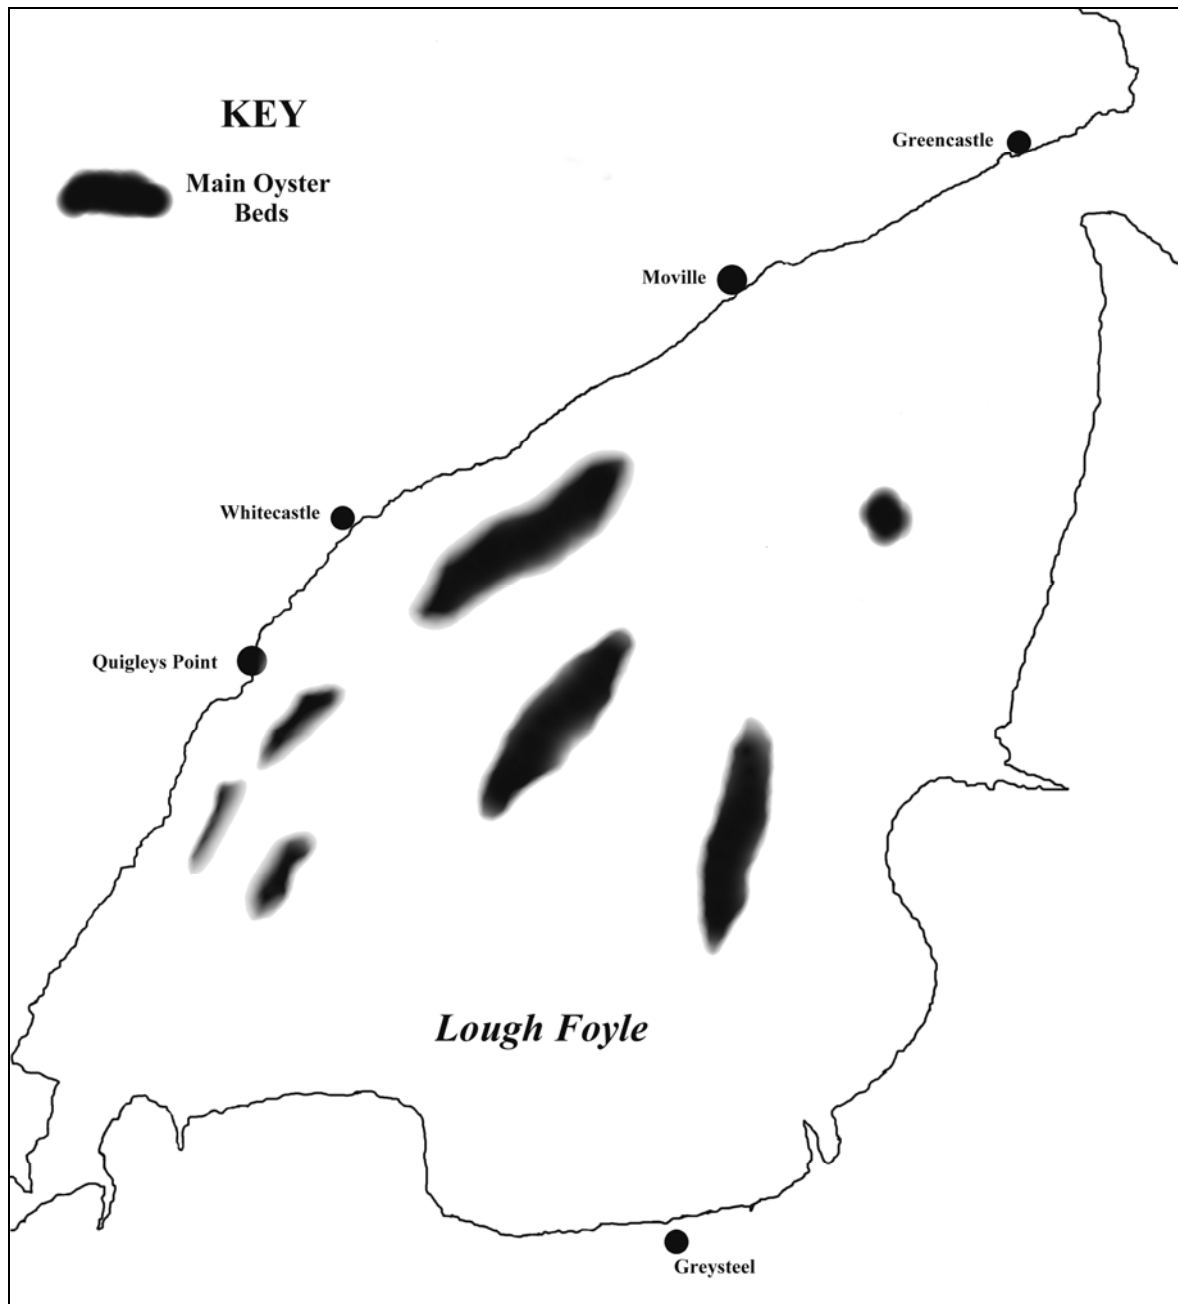 KEY
Main Oyster
Beds
Greencastle
Moville
Whitecastle
Quigleys Point
Lough Foyle
Greysteel